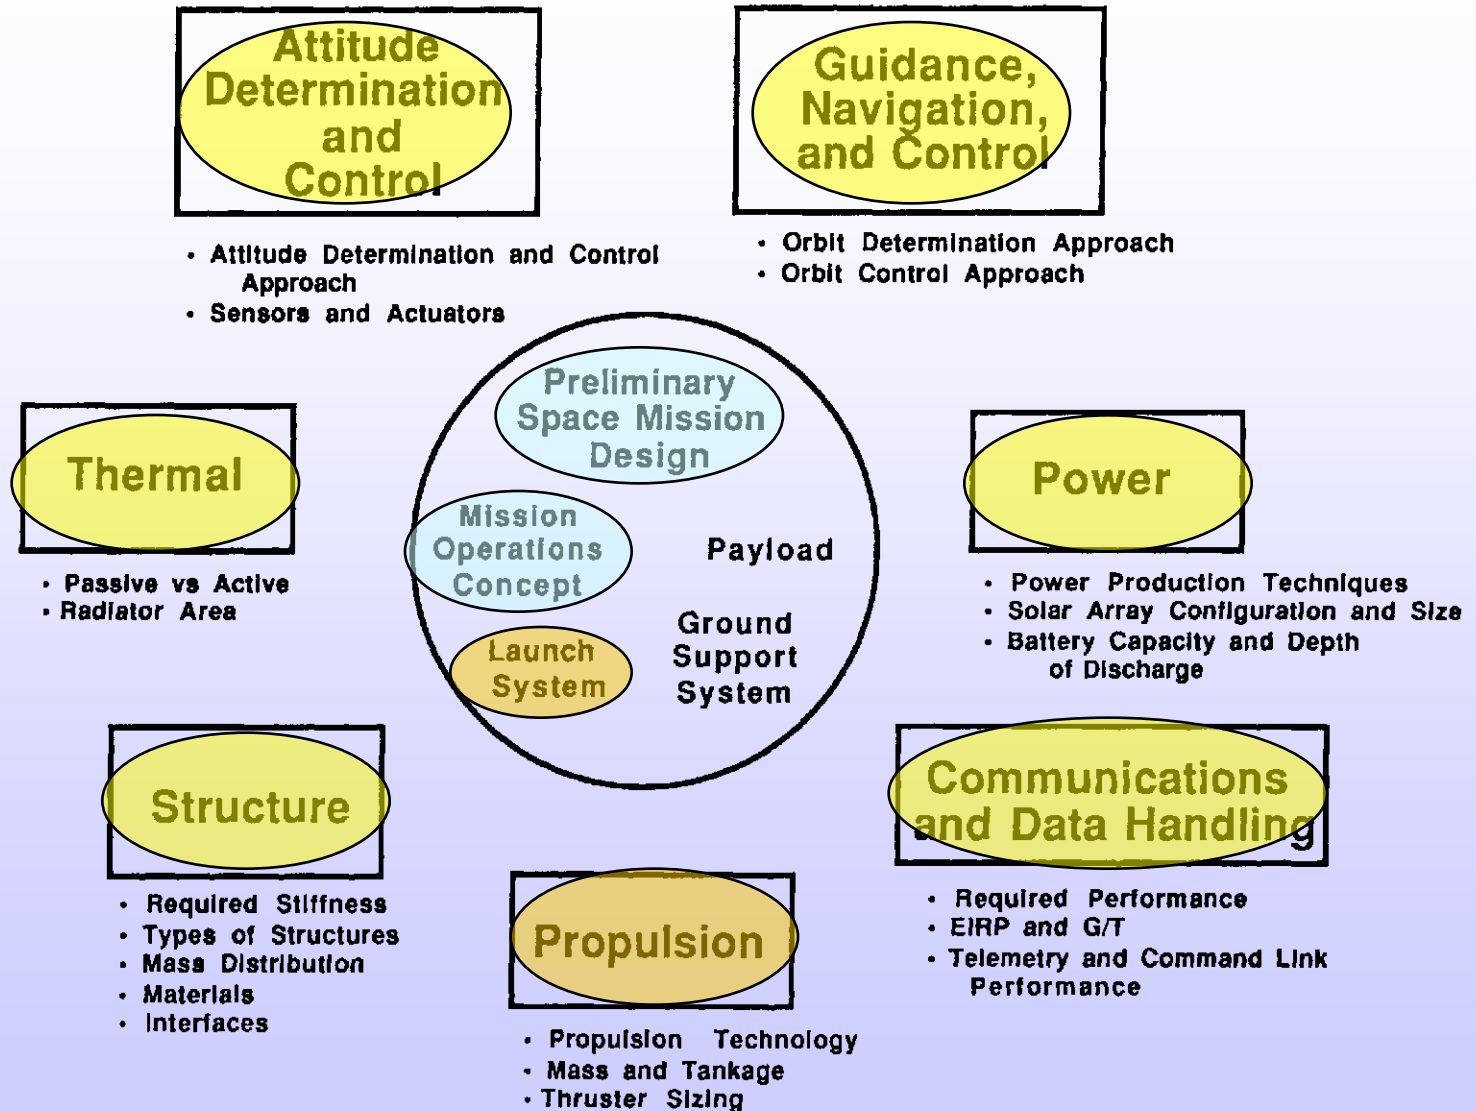 Attitude
Determination
and
Control
• Attitude Determination and Control
Approach
• Sensors and Actuators
Guidance,
Navigation,
and Control
• Orbit Determination Approach
• Orbit Control Approach
Preliminary
Space Mission
Design
Mission
Operations
Concept
Payload
Launch
System
Ground
Support
System
Thermal
• Passive vs Active
• Radiator Area
Power
• Power Production Techniques
• Solar Array Configuration and Size
• Battery Capacity and Depth
of Discharge
Structure
• Required Stiffness
• Types of Structures
• Mass Distribution
• Materials
• Interfaces
Propulsion
• Propulsion Technology
• Mass and Tankage
• Thruster Sizing
Communications
and Data Handling
• Required Performance
• EIRP and G/T
• Telemetry and Command Link
Performance